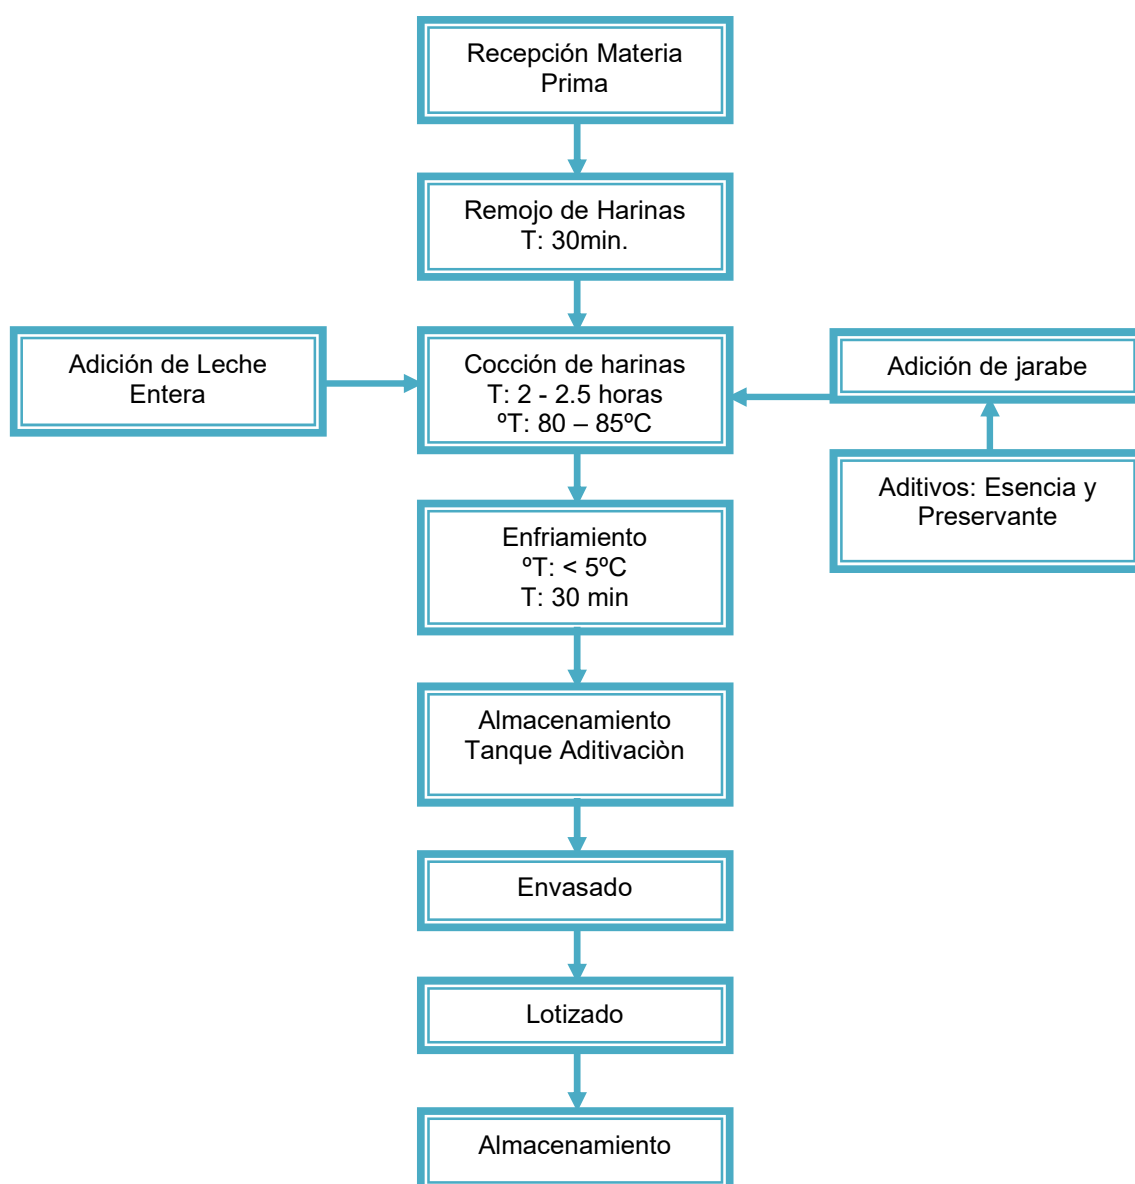 Recepción Materia
Prima
Remojo de Harinas
T: 30min.
Adición de Leche
Entera
Cocción de harinas
T: 2 - 2.5 horas
ºT: 80 – 85ºC
Adición de jarabe
Aditivos: Esencia y
Preservante
Enfriamiento
ºT: < 5ºC
T: 30 min
Almacenamiento
Tanque Aditivaciòn
Envasado
Lotizado
Almacenamiento